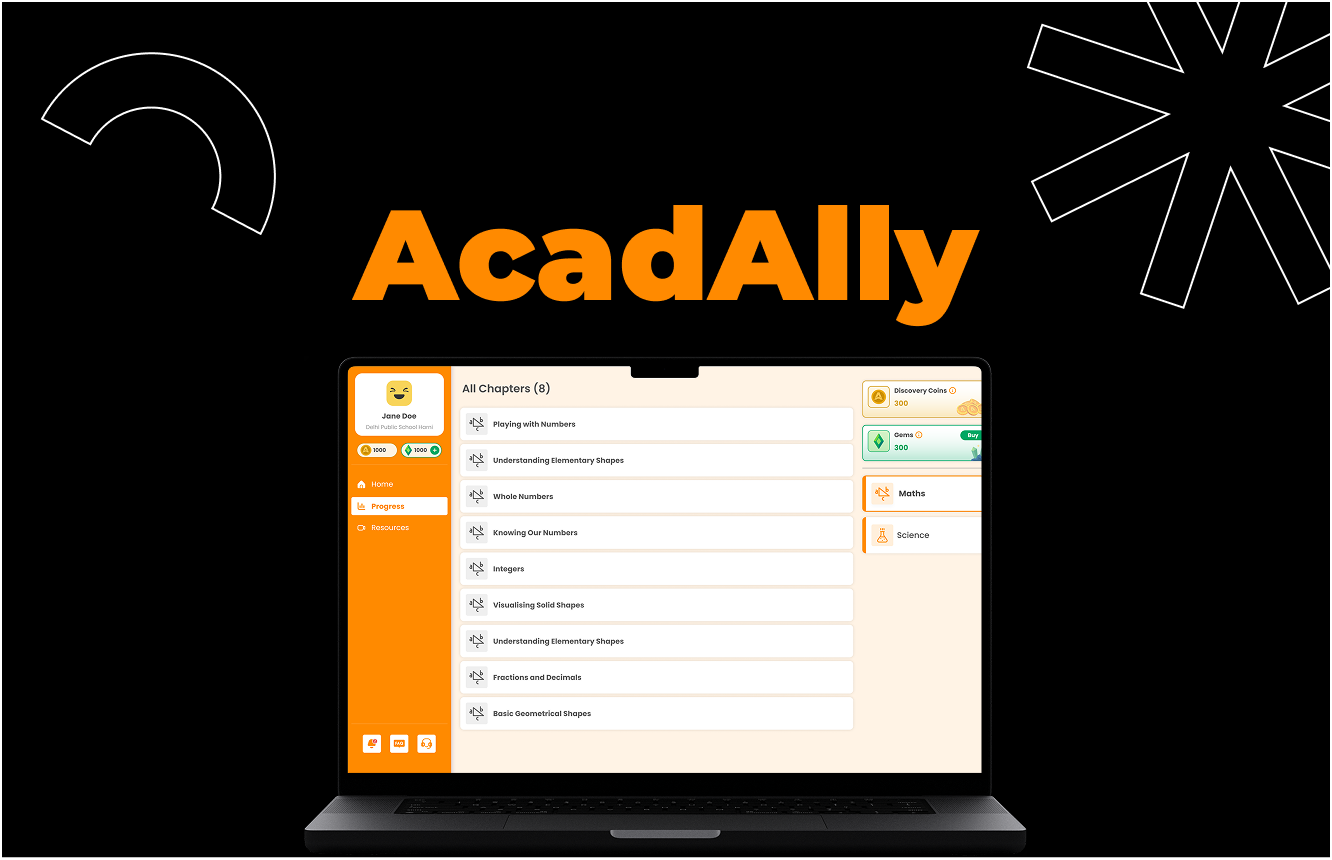 AcadAlly
Jane Doe
Delhi Public School Harni
1000
1000
Home
Progress
Resources
FAQ
All Chapters (8)
Playing with Numbers
Understanding Elementary Shapes
Whole Numbers
Knowing Our Numbers
Integers
Visualising Solid Shapes
Understanding Elementary Shapes
Fractions and Decimals
Basic Geometrical Shapes
Discovery Coins
300
Gems
Buy
300
Maths
Science